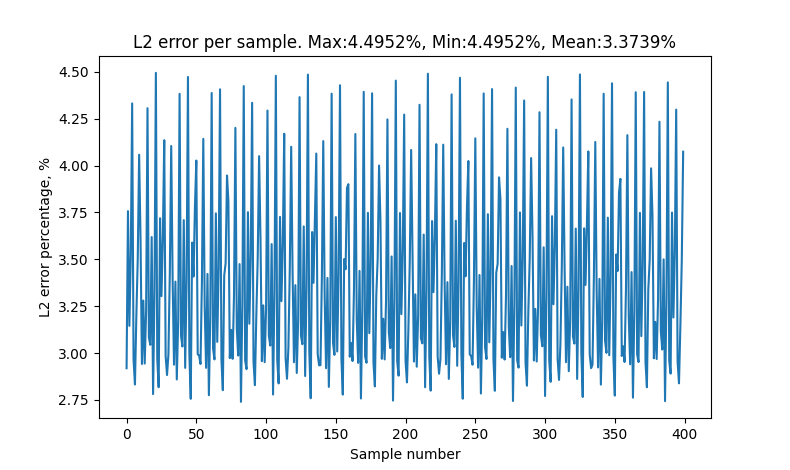 L2 error per sample. Max:4.4952%, Min:4.4952%, Mean:3.3739%
4.50
4.25
4.00
3.75
3.50
3.25
3.00
2.75
L2 error percentage, %
0 50 100 150 200 250 300 350 400
Sample number